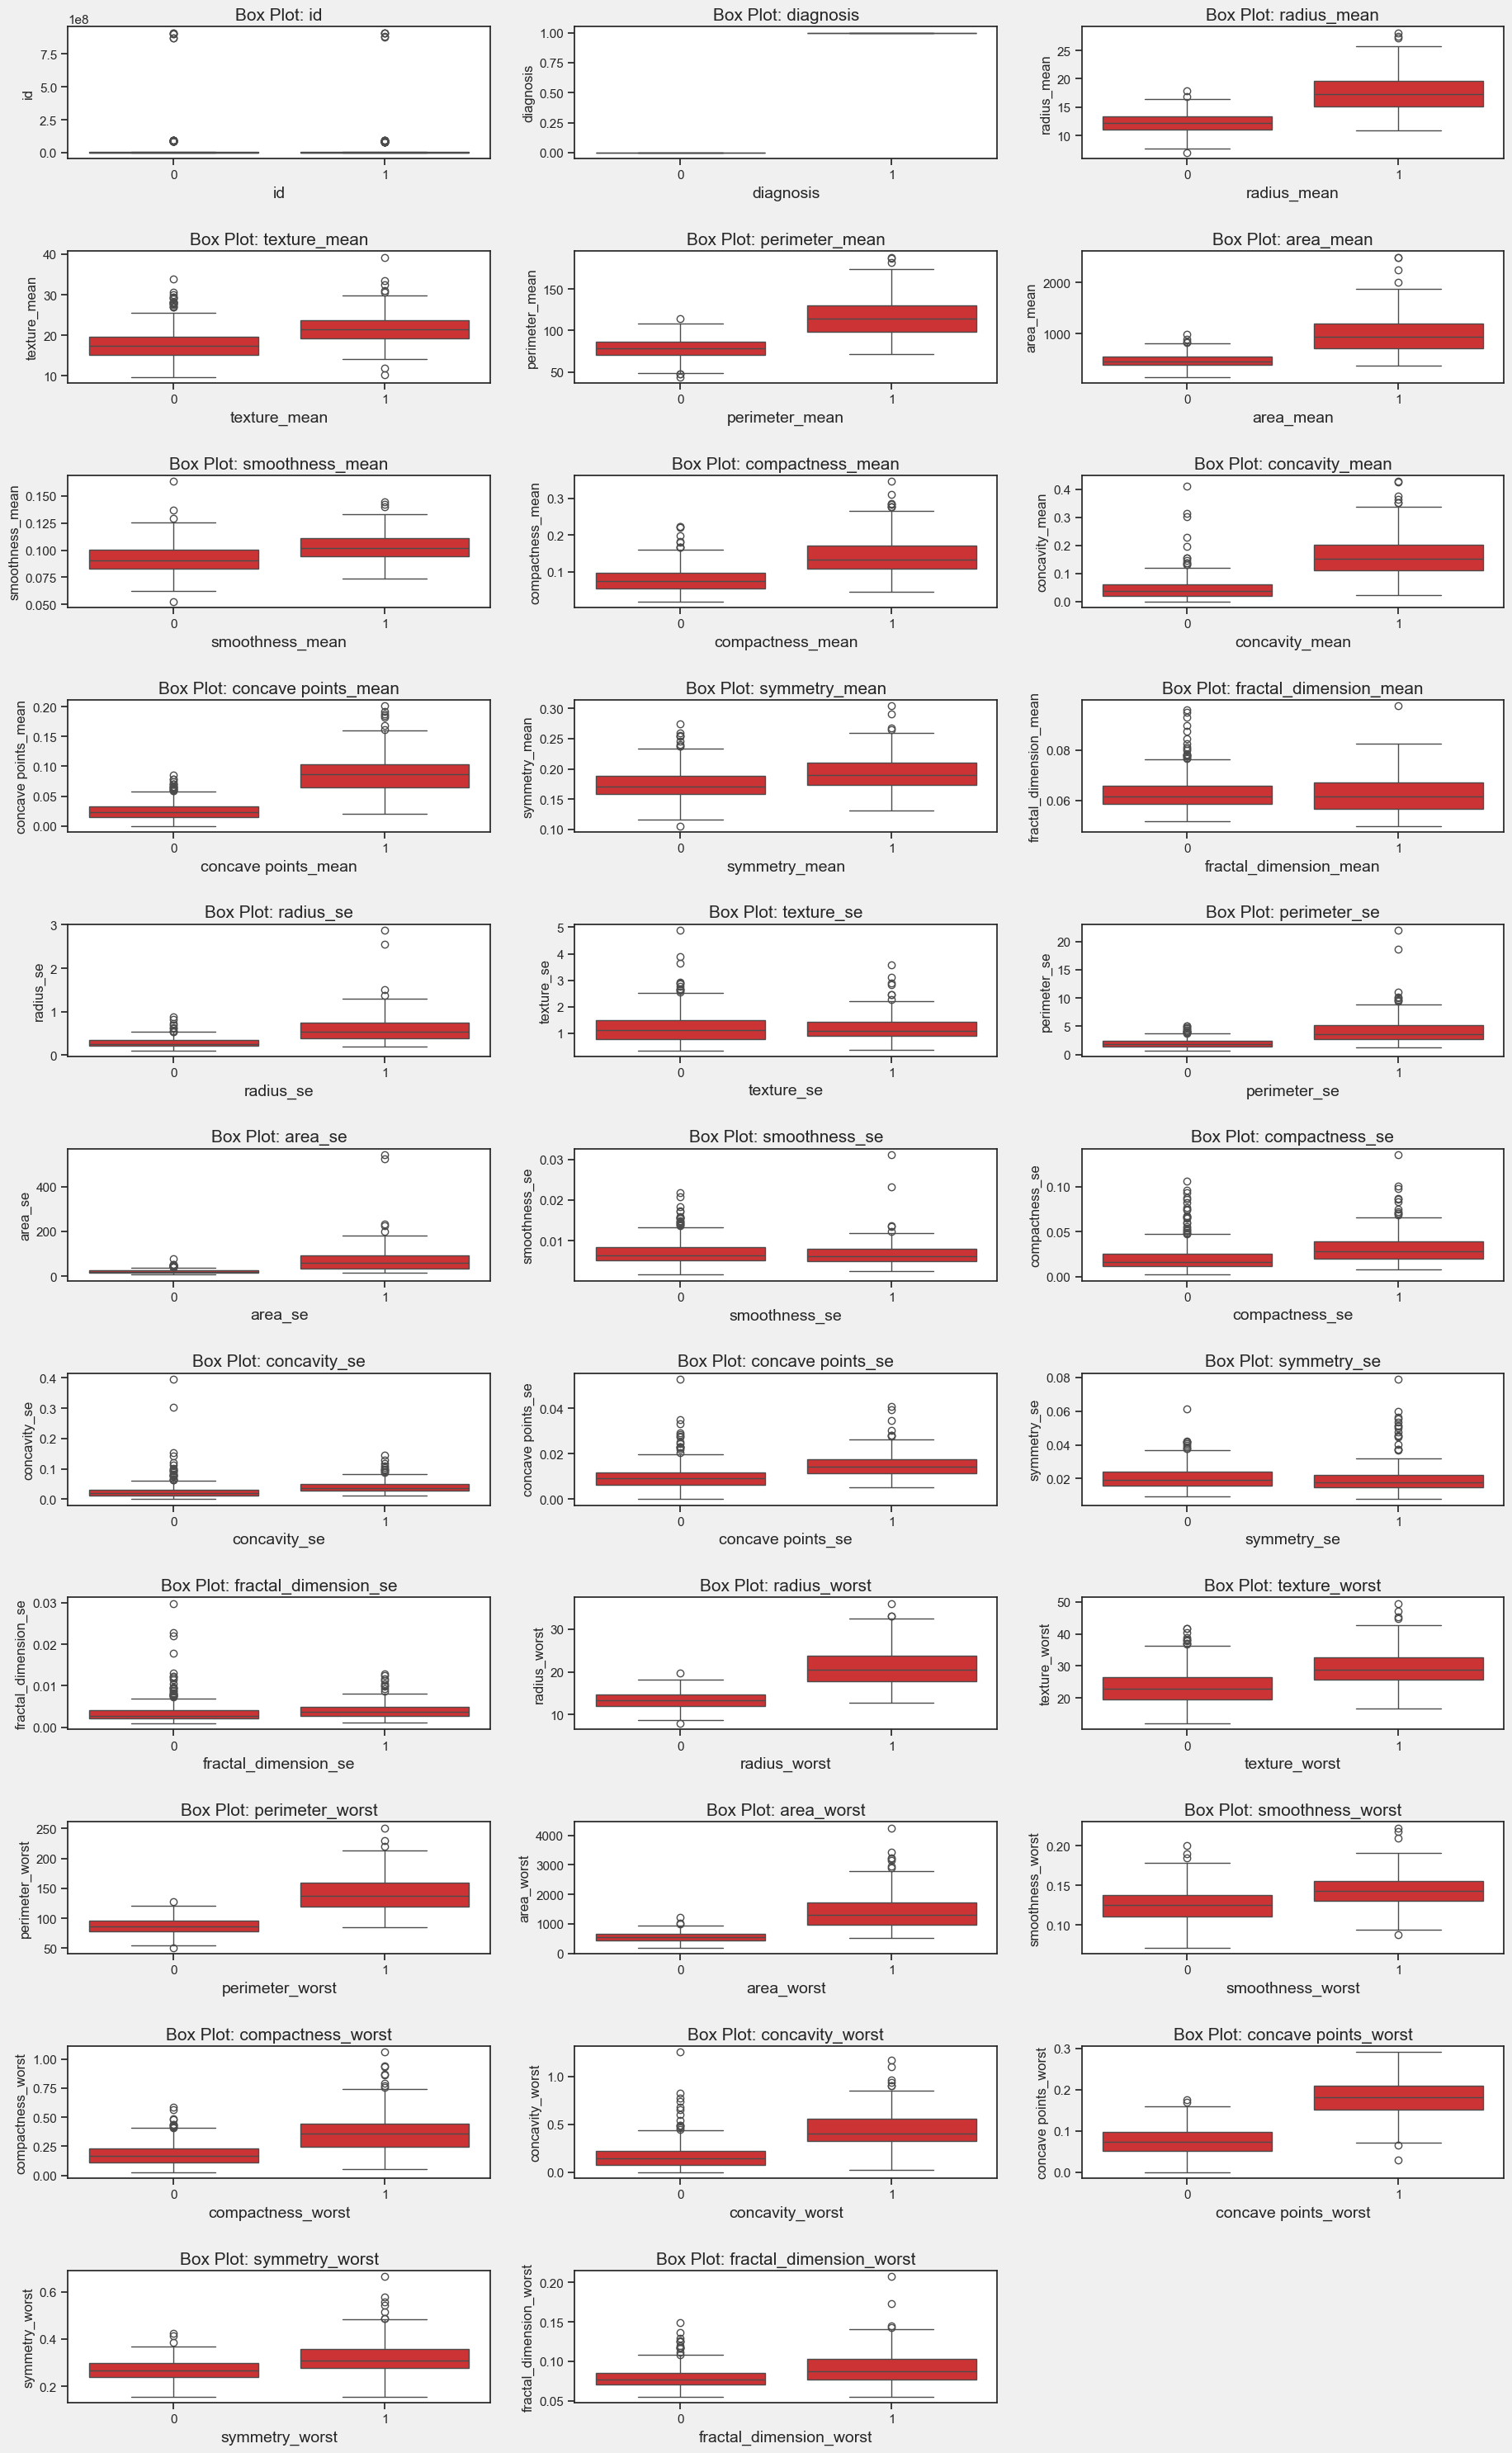 Box Plot: id
1e8
7.5
5.0
2.5
0.0
id
0 1
id
Box Plot: diagnosis
1.00
0.75
0.50
0.25
0.00
diagnosis
0 1
diagnosis
Box Plot: radius_mean
25
20
15
10
radius_mean
0 1
radius_mean
Box Plot: texture_mean
40
30
20
10
texture_mean
0 1
texture_mean
Box Plot: perimeter_mean
150
100
50
perimeter_mean
0 1
perimeter_mean
Box Plot: area_mean
2000
1000
area_mean
0 1
area_mean
Box Plot: smoothness_mean
0.150
0.125
0.100
0.075
0.050
smoothness_mean
0 1
smoothness_mean
Box Plot: compactness_mean
0.3
0.2
0.1
compactness_mean
0 1
compactness_mean
Box Plot: concavity_mean
0.4
0.3
0.2
0.1
0.0
concavity_mean
0 1
concavity_mean
Box Plot: concave points_mean
0.20
0.15
0.10
0.05
0.00
concave points_mean
0 1
concave points_mean
Box Plot: symmetry_mean
0.30
0.25
0.20
0.15
0.10
symmetry_mean
0 1
symmetry_mean
Box Plot: fractal_dimension_mean
0.08
0.06
fractal_dimension_mean
0 1
fractal_dimension_mean
Box Plot: radius_se
3
2
1
0
radius_se
0 1
radius_se
Box Plot: texture_se
5
4
3
2
1
texture_se
0 1
texture_se
Box Plot: perimeter_se
20
15
10
5
0
perimeter_se
0 1
perimeter_se
Box Plot: area_se
400
200
0
area_se
0 1
area_se
Box Plot: smoothness_se
0.03
0.02
0.01
smoothness_se
0 1
smoothness_se
Box Plot: compactness_se
0.10
0.05
0.00
compactness_se
0 1
compactness_se
Box Plot: concavity_se
0.4
0.3
0.2
0.1
0.0
concavity_se
0 1
concavity_se
Box Plot: concave points_se
0.04
0.02
0.00
concave points_se
0 1
concave points_se
Box Plot: symmetry_se
0.08
0.06
0.04
0.02
symmetry_se
0 1
symmetry_se
Box Plot: fractal_dimension_se
0.03
0.02
0.01
0.00
fractal_dimension_se
0 1
fractal_dimension_se
Box Plot: radius_worst
30
20
10
radius_worst
0 1
radius_worst
Box Plot: texture_worst
50
40
30
20
texture_worst
0 1
texture_worst
Box Plot: perimeter_worst
250
200
150
100
50
perimeter_worst
0 1
perimeter_worst
Box Plot: area_worst
4000
3000
2000
1000
0
area_worst
0 1
area_worst
Box Plot: smoothness_worst
0.20
0.15
0.10
smoothness_worst
0 1
smoothness_worst
Box Plot: compactness_worst
1.00
0.75
0.50
0.25
0.00
compactness_worst
0 1
compactness_worst
Box Plot: concavity_worst
1.0
0.5
0.0
concavity_worst
0 1
concavity_worst
Box Plot: concave points_worst
0.3
0.2
0.1
0.0
concave points_worst
0 1
concave points_worst
Box Plot: symmetry_worst
0.6
0.4
0.2
symmetry_worst
0 1
symmetry_worst
Box Plot: fractal_dimension_worst
0.20
0.15
0.10
0.05
fractal_dimension_worst
0 1
fractal_dimension_worst